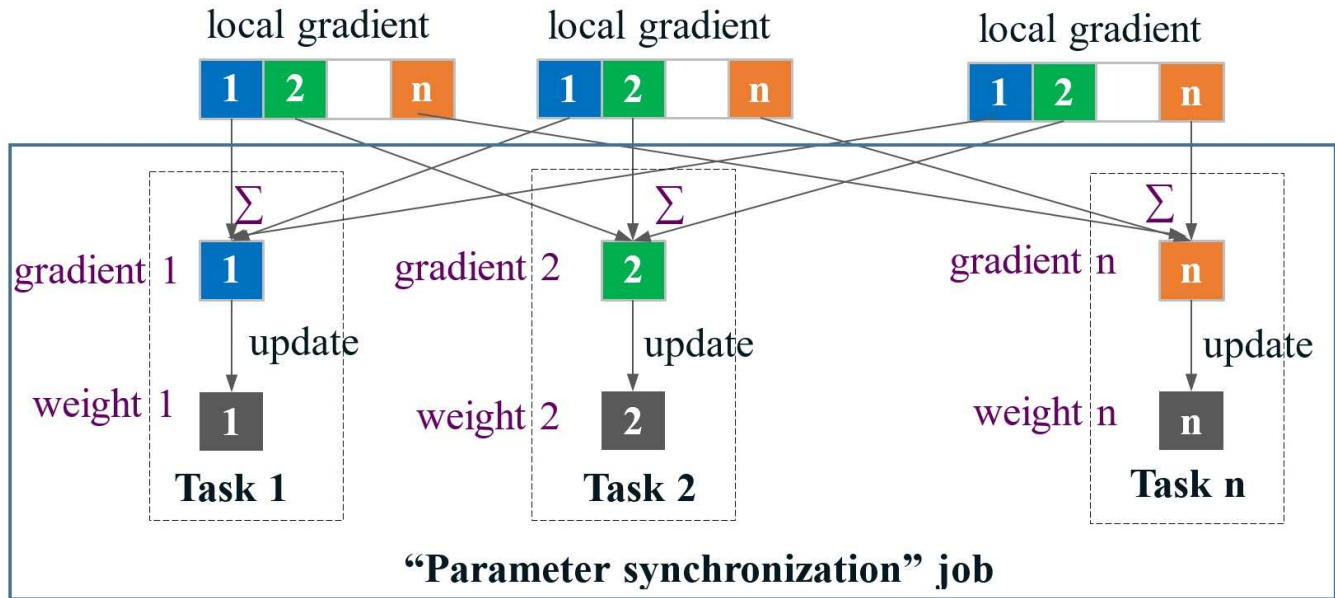 local gradient local gradient local gradient
1 2 n 1 2 n 1 2 n
∑ ∑ ∑
gradient 1 1 gradient 2 2 gradient n n
update update update
weight 1 1 weight 2 2 weight n n
Task 1 Task 2 Task n
“Parameter synchronization” job